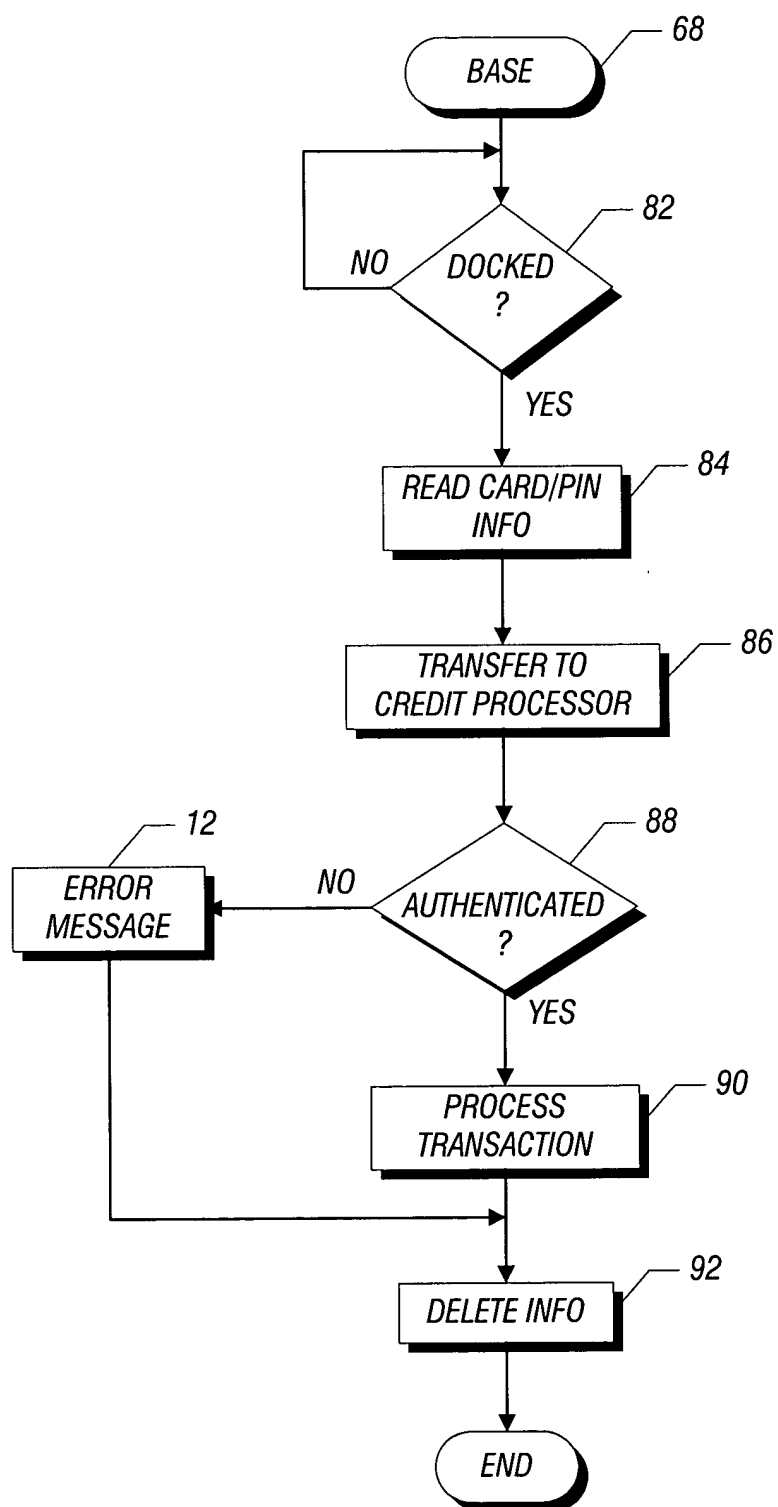 BASE
68
DOCKED
?
82
NO
YES
READ CARD/PIN
INFO
84
TRANSFER TO
CREDIT PROCESSOR
86
AUTHENTICATED
?
88
NO
12
ERROR
MESSAGE
YES
PROCESS
TRANSACTION
90
DELETE INFO
92
END